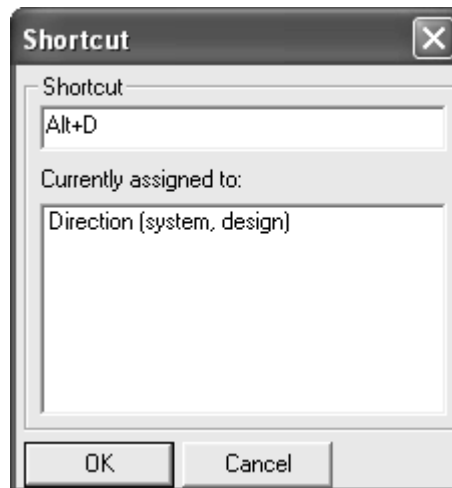 Shortcut
Shortcut
Alt+D
Currently assigned to:
Direction (system, design)
OK
Cancel